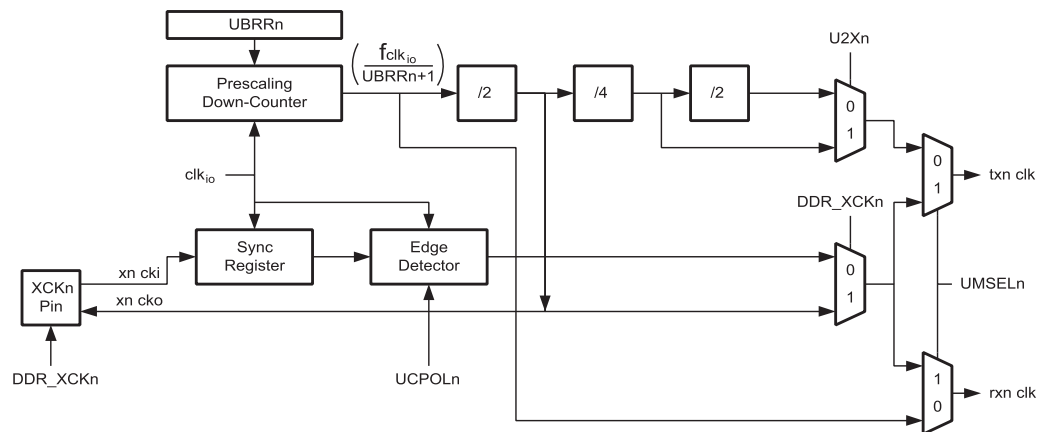 UBRRn
U2Xn
Prescaling
Down-Counter
(fclkio
UBRRn+1)
/2
/4
/2
0
1
clkio
0
1
txn clk
DDR_XCKn
Sync
Register
Edge
Detector
0
1
UMSELn
XCKn
Pin
xn cki
xn cko
DDR_XCKn
UCPOLn
1
0
rxn clk